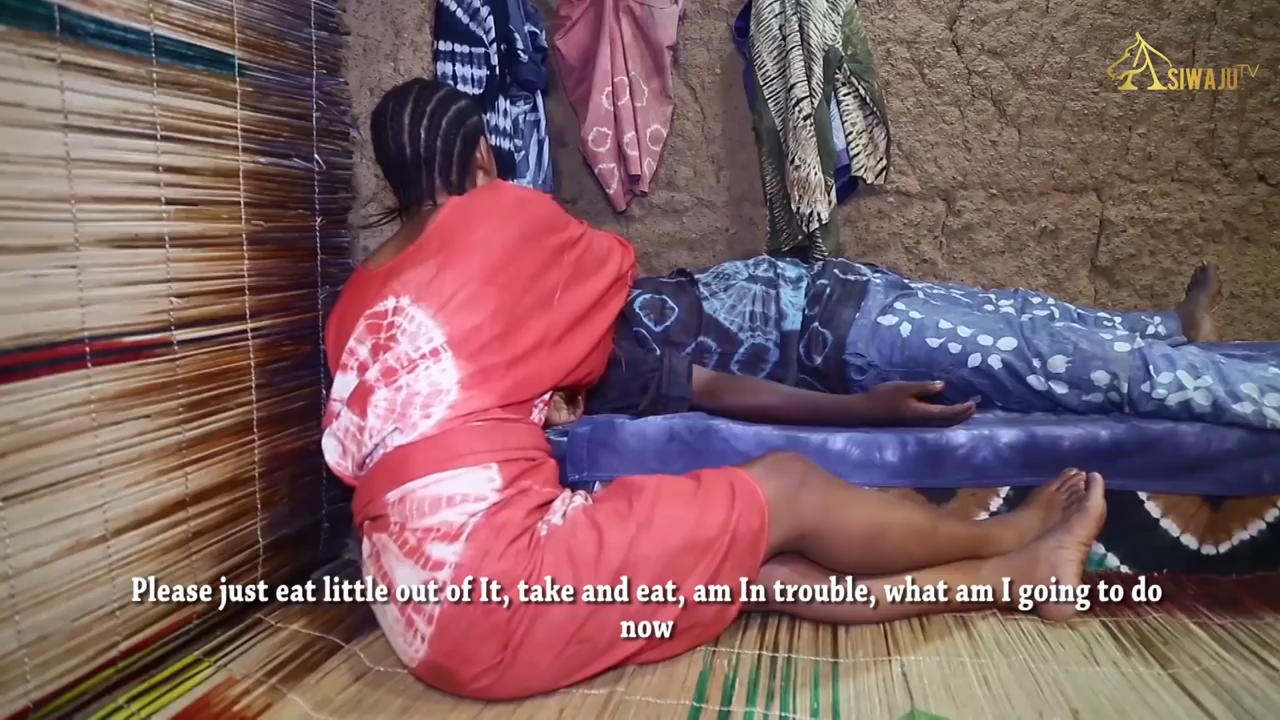 ASIWAJU TV
Please just eat little out of It, take and eat, am In trouble, what am I going to do
now